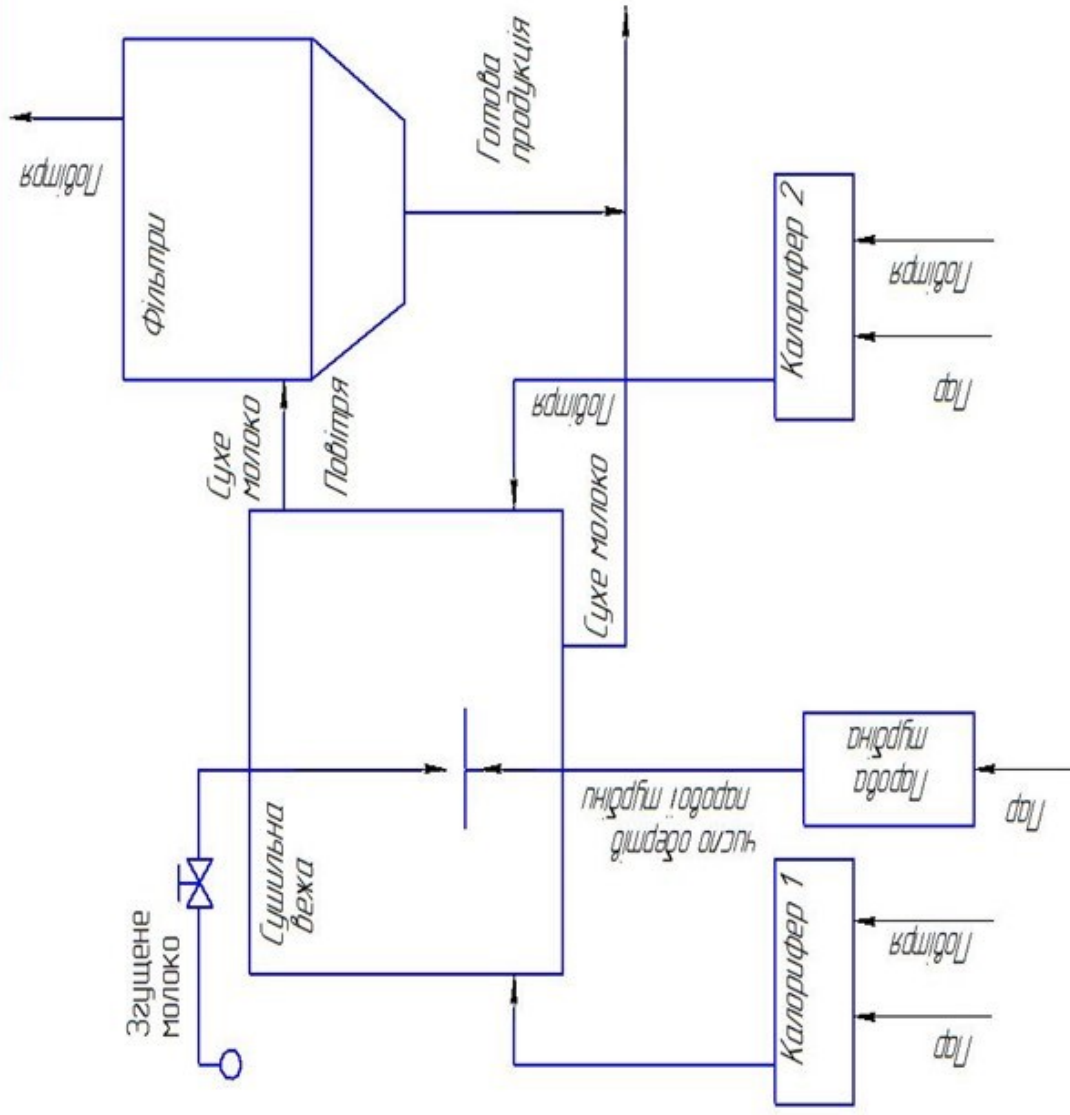 Згущене
молоко
Сушильна
вежа
Сухе
молоко
Повітря
Фільтри
Повітря
Готова
продукція
Повітря
Сухе молоко
число обертів
парової турбіни
Калорифер 1
Пар
Повітря
Парова
турбіна
Пар
Калорифер 2
Пар
Повітря